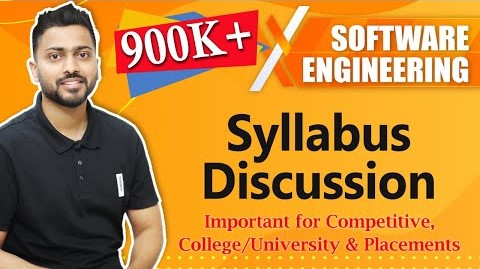 900K+
SOFTWARE
ENGINEERING
Syllabus
Discussion
Important for Competitive,
College/University & Placements